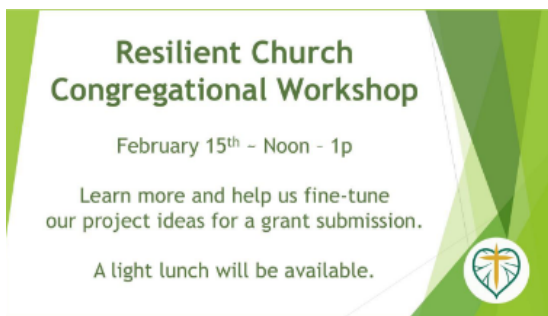 Resilient Church
Congregational Workshop
February 15th ~ Noon - 1p
Learn more and help us fine-tune
our project ideas for a grant submission.
A light lunch will be available.